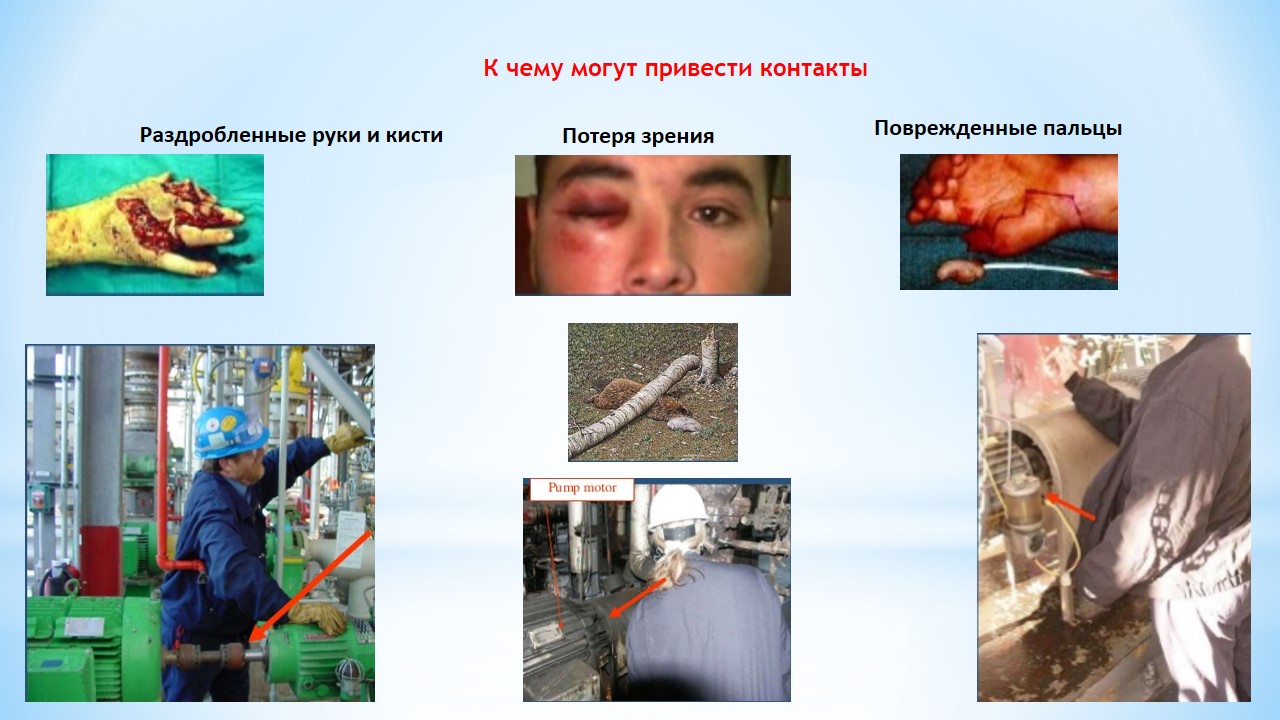 К чему могут привести контакты
Раздробленные руки и кисти
Потеря зрения
Поврежденные пальцы
Pump motor